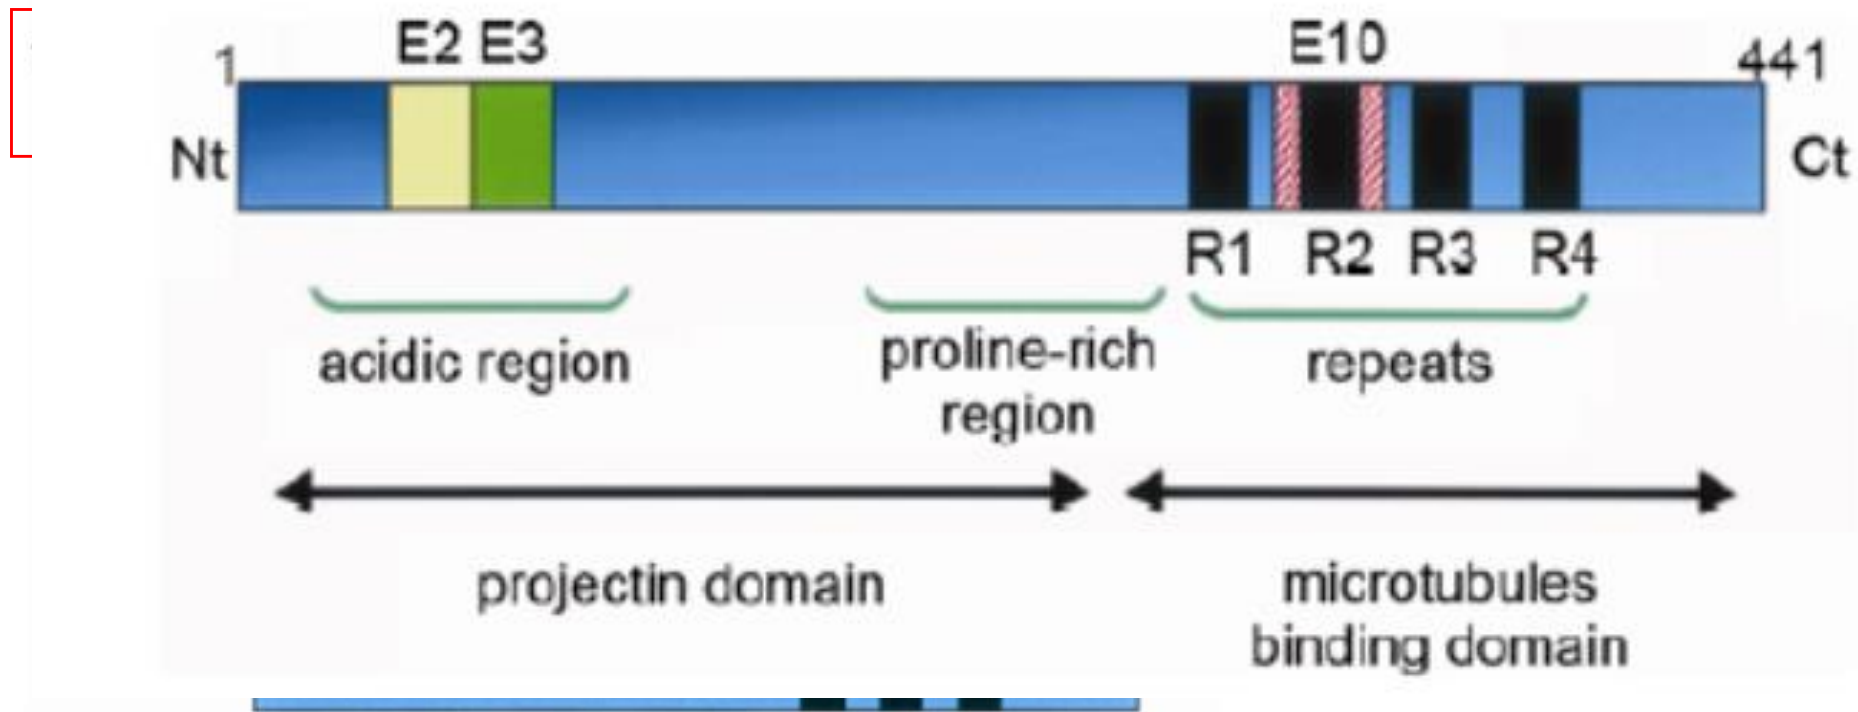 E2 E3 E10
1 441
Nt Ct
R1 R2 R3 R4
acidic region
proline-rich
region
repeats
projectin domain
microtubules
binding domain